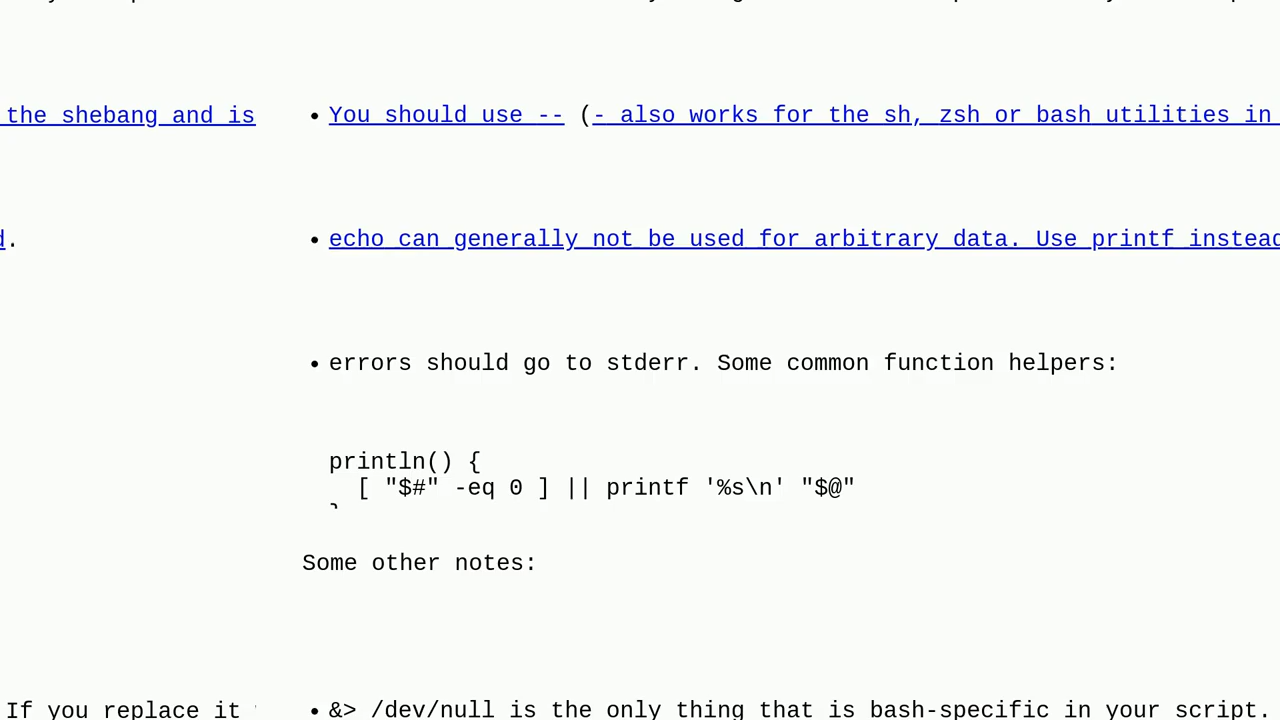 the shebang and is
• You should use -- (- also works for the sh, zsh or bash utilities in
d.
• echo can generally not be used for arbitrary data. Use printf instead
• errors should go to stderr. Some common function helpers:
println() {
[ "$#" -eq 0 ] || printf '%s\n' "$@"
}
Some other notes:
If you replace it
• &> /dev/null is the only thing that is bash-specific in your script.